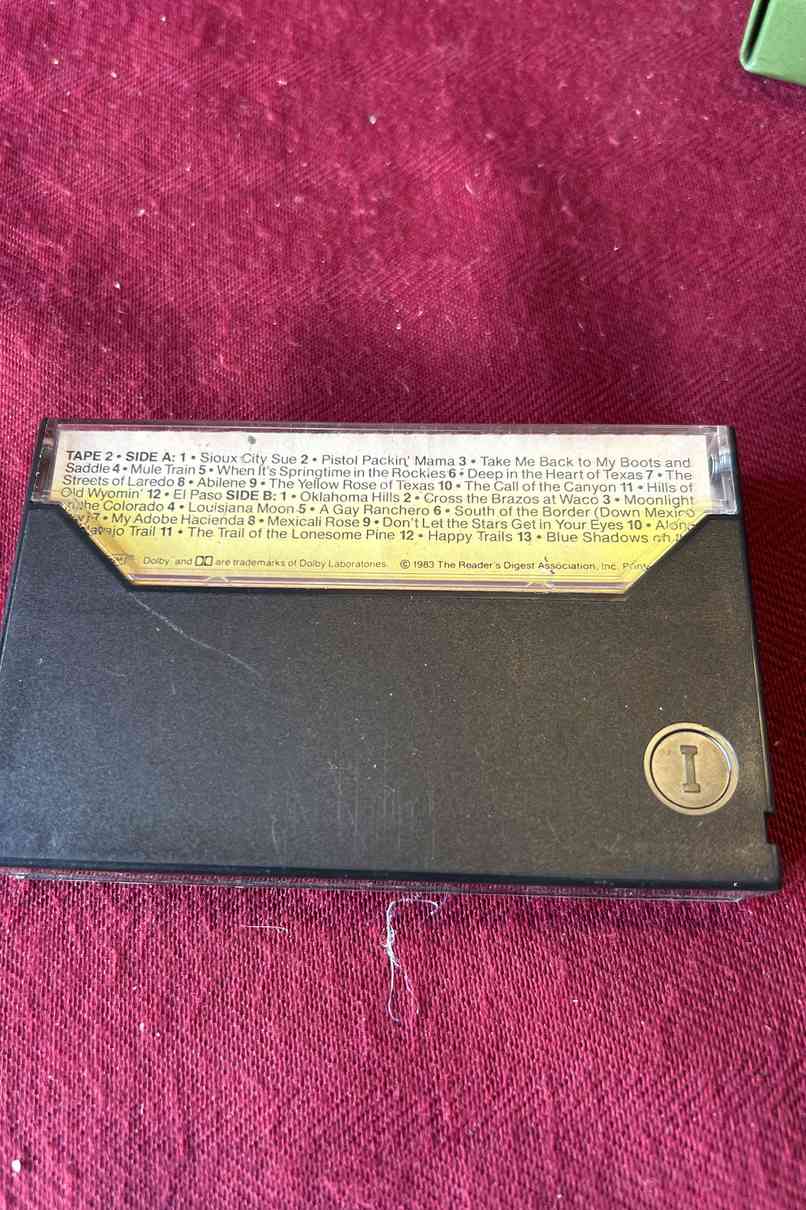 TAPE 2 • SIDE A: 1 • Sioux City Sue 2 • Pistol Packin' Mama 3 • Take Me Back to My Boots and
Saddle 4 • Mule Train 5 • When It's Springtime in the Rockies 6 • Deep in the Heart of Texas 7 • The
Streets of Laredo 8 • Abilene 9 • The Yellow Rose of Texas 10 • The Call of the Canyon 11 • Hills of
Old Wyomin' 12 • El Paso SIDE B: 1 • Oklahoma Hills 2 • Cross the Brazos at Waco 3 • Moonlight
the Colorado 4 • Louisiana Moon 5 • A Gay Ranchero 6 • South of the Border (Down Mexico
7 • My Adobe Hacienda 8 • Mexicali Rose 9 • Don't Let the Stars Get in Your Eyes 10 • Along
Navajo Trail 11 • The Trail of the Lonesome Pine 12 • Happy Trails 13 • Blue Shadows on
Dolby and are trademarks of Dolby Laboratories. © 1983 The Reader's Digest Association, Inc.
I